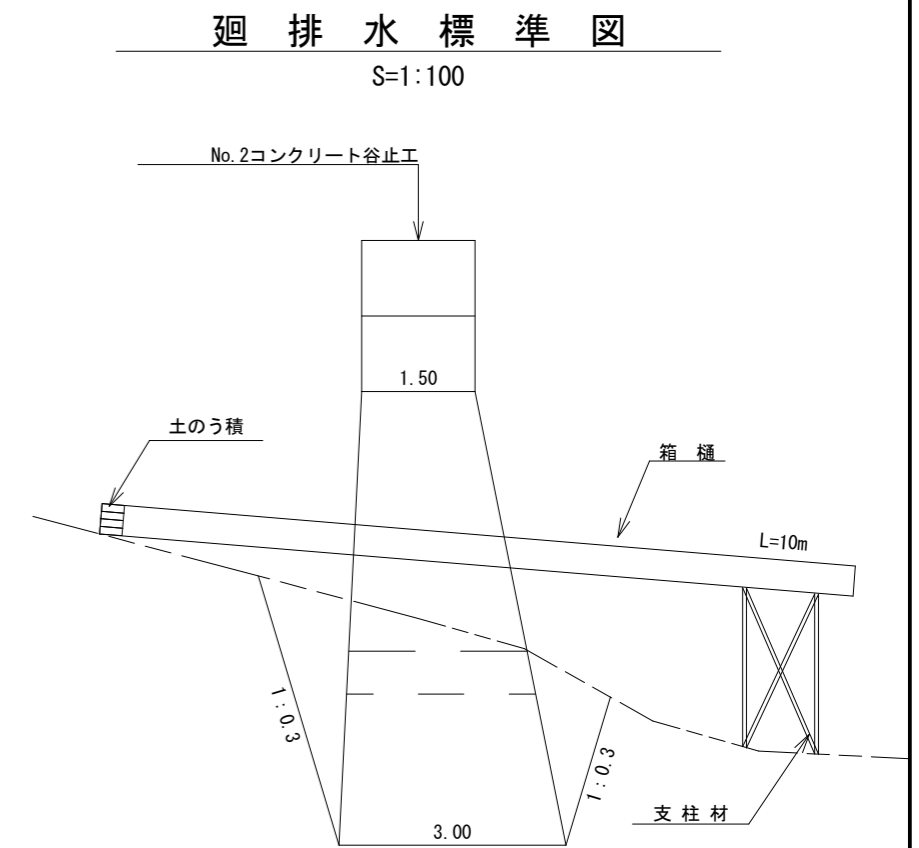 廻排水標準図
S=1:100
No.2コンクリート谷止工
1.50
土のう積
箱樋
L=10m
1:0.3
1:0.3
支柱材
3.00